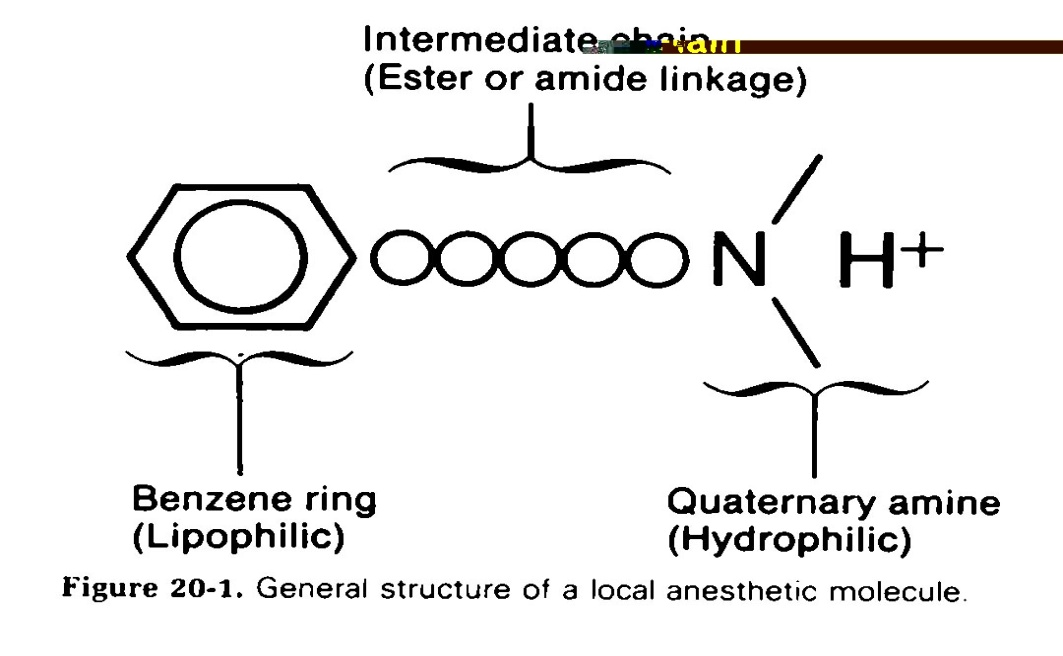 Intermediate chain
(Ester or amide linkage)
N H+
Benzene ring
(Lipophilic)
Quaternary amine
(Hydrophilic)
Figure 20-1. General structure of a local anesthetic molecule.